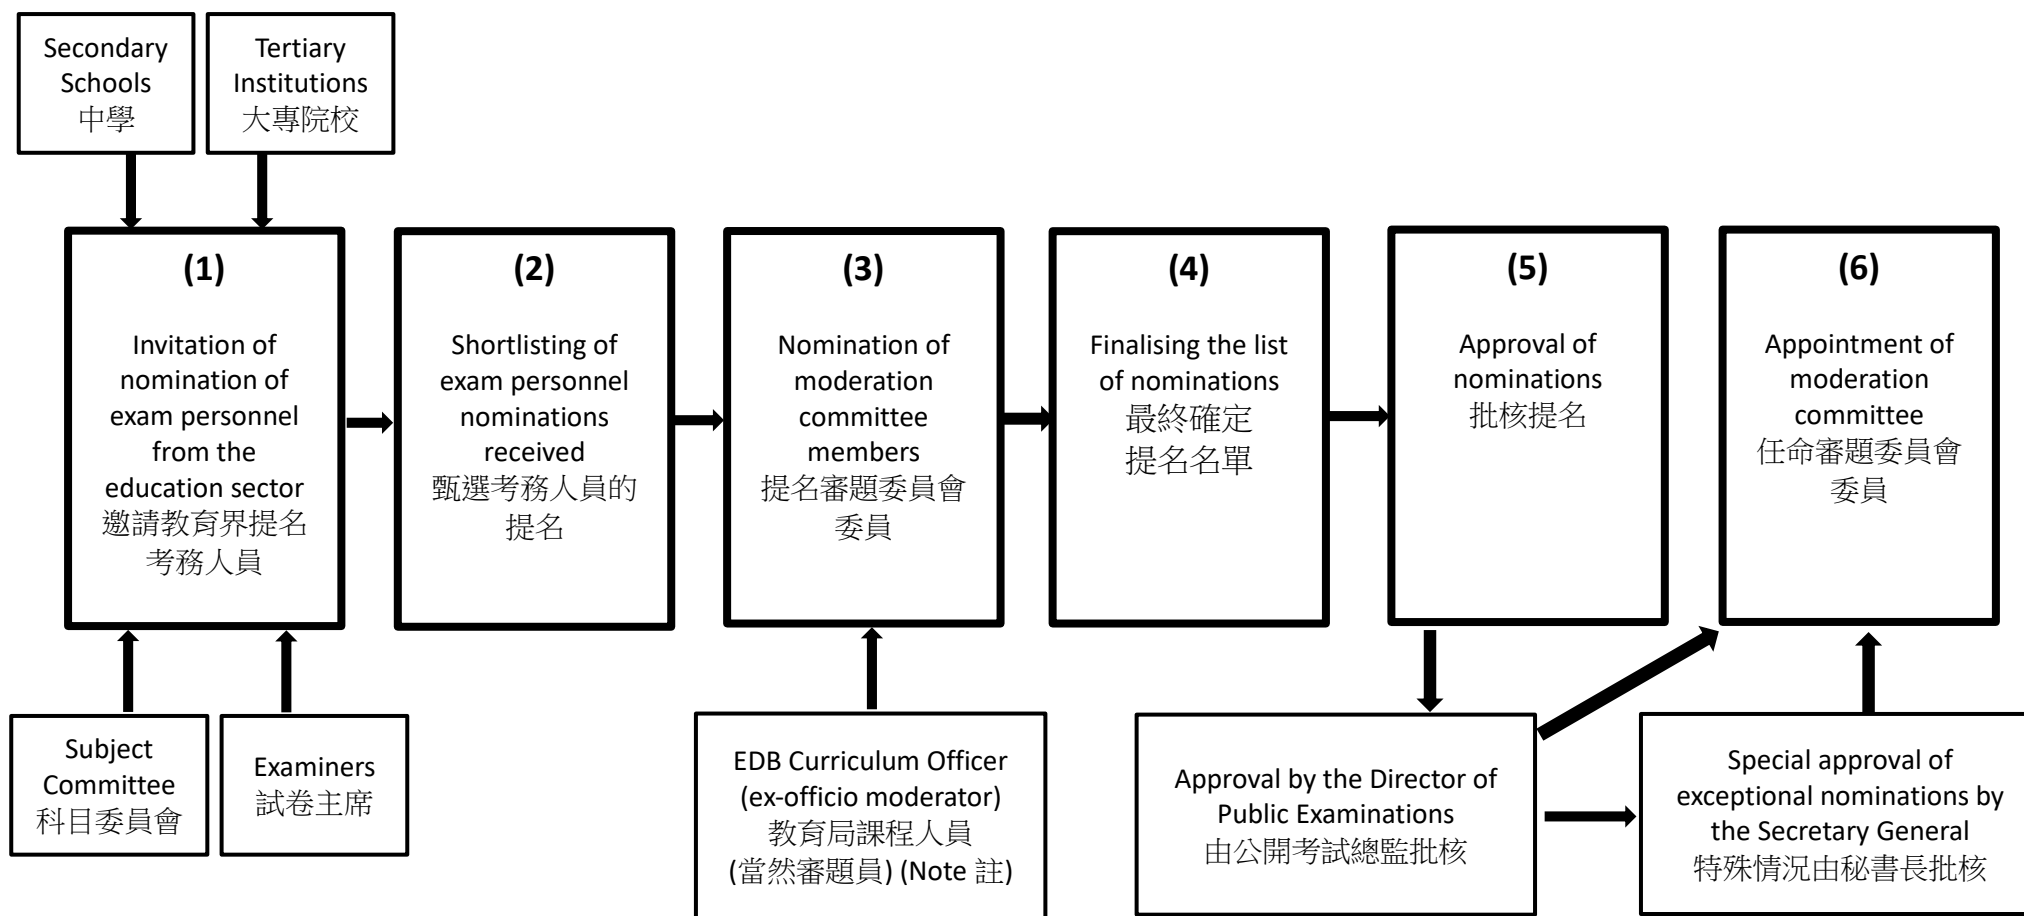 Secondary
Schools
中學
Tertiary
Institutions
大專院校
(1)
Invitation of
nomination of
exam personnel
from the
education sector
邀請教育界提名
考務人員
(2)
Shortlisting of
exam personnel
nominations
received
甄選考務人員的
提名
(3)
Nomination of
moderation
committee
members
提名審題委員會
委員
(4)
Finalising the list
of nominations
最終確定
提名名單
(5)
Approval of
nominations
批核提名
(6)
Appointment of
moderation
committee
任命審題委員會
委員
Subject
Committee
科目委員會
Examiners
試卷主席
EDB Curriculum Officer
(ex-officio moderator)
教育局課程人員
(當然審題員) (Note 註)
Approval by the Director of
Public Examinations
由公開考試總監批核
Special approval of
exceptional nominations by
the Secretary General
特殊情況由秘書長批核